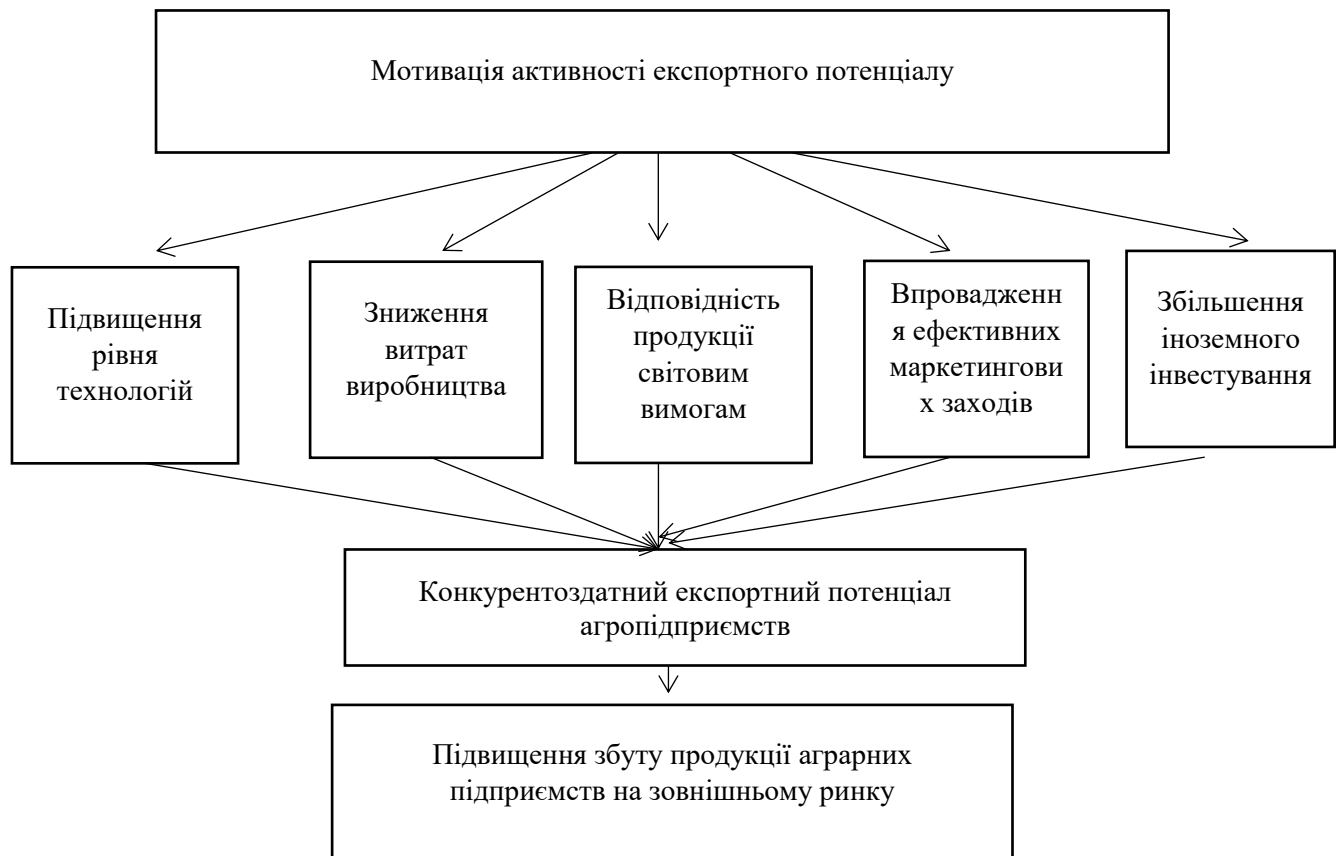 Мотивація активності експортного потенціалу
Підвищення
рівня
технологій
Зниження
витрат
виробництва
Відповідність
продукції
світовим
вимогам
Впровадженн
я ефективних
маркетингови
х заходів
Збільшення
іноземного
інвестування
Конкурентоздатний експортний потенціал
агропідприємств
Підвищення збуту продукції аграрних
підприємств на зовнішньому ринку